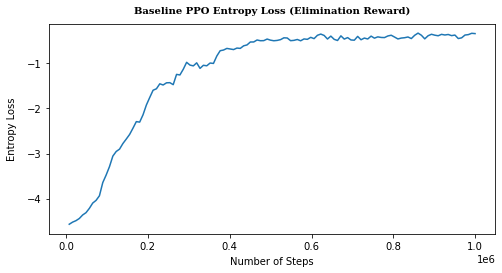 Baseline PPO Entropy Loss (Elimination Reward)
Entropy Loss
−1
−2
−3
−4
0.0 0.2 0.4 0.6 0.8 1.0
1e6
Number of Steps